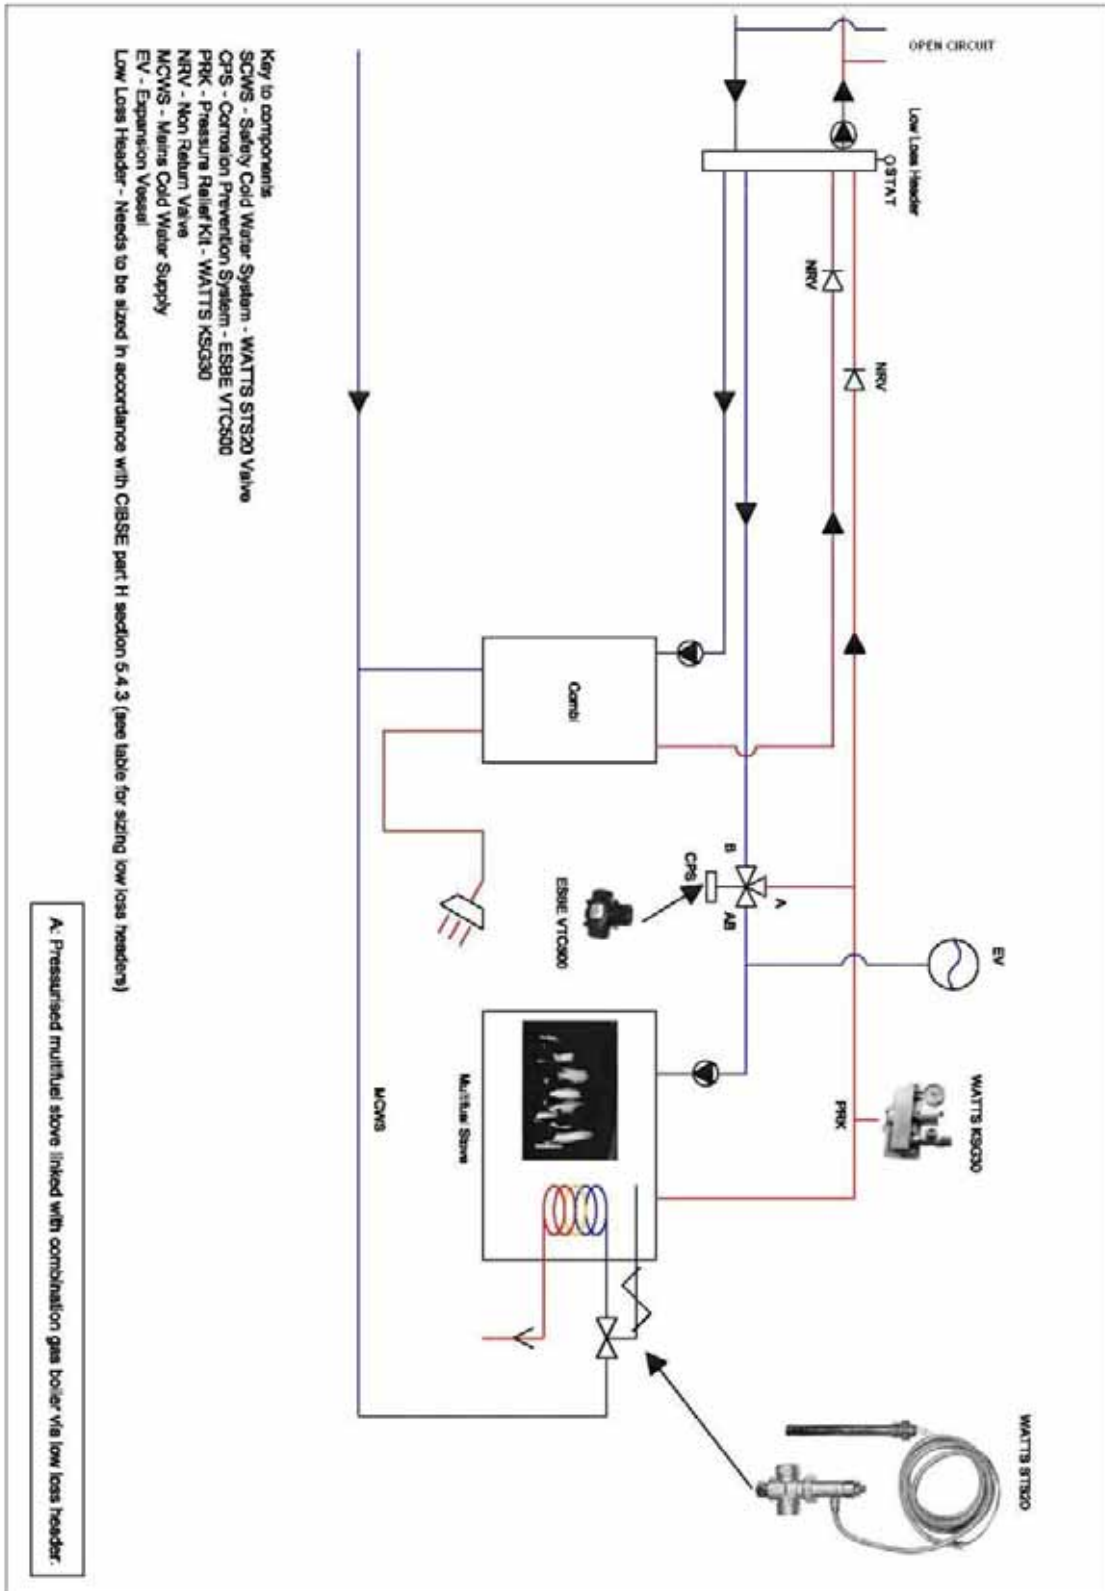 OPEN CIRCUIT
Low Loss Header
STAT
NRV
NRV
EV
WATTS KSG30
PRK
WATTS STS20
B
A
AB
CPS
ESBE VTC500
Combi
Multifuel Stove
MCWS
Key to components
SCWS - Safety Cold Water System - WATTS STS20 Valve
CPS - Corrosion Prevention System - ESBE VTC500
PRK - Pressure Relief Kit - WATTS KSG30
NRV - Non Return Valve
MCWS - Mains Cold Water Supply
EV - Expansion Vessel
Low Loss Header - Needs to be sized in accordance with CIBSE part H section 5.4.3 (see table for sizing low loss headers)
A: Pressurised multifuel stove linked with combination gas boiler via low loss header.